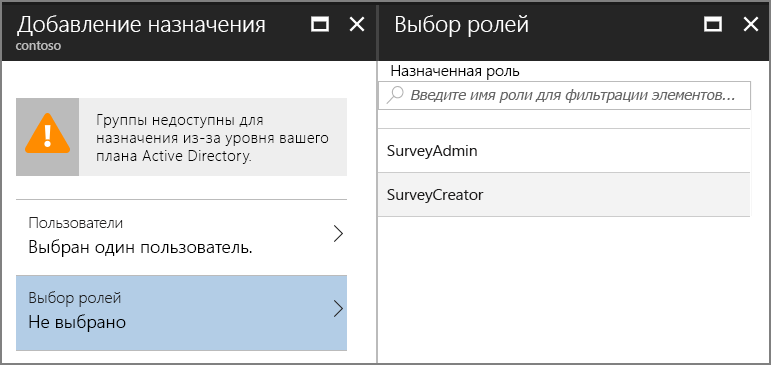 Добавление назначения
contoso
Группы недоступны для
назначения из-за уровня вашего
плана Active Directory.
Пользователи
Выбран один пользователь.
Выбор ролей
Не выбрано
Выбор ролей
Назначенная роль
Введите имя роли для фильтрации элементов...
SurveyAdmin
SurveyCreator